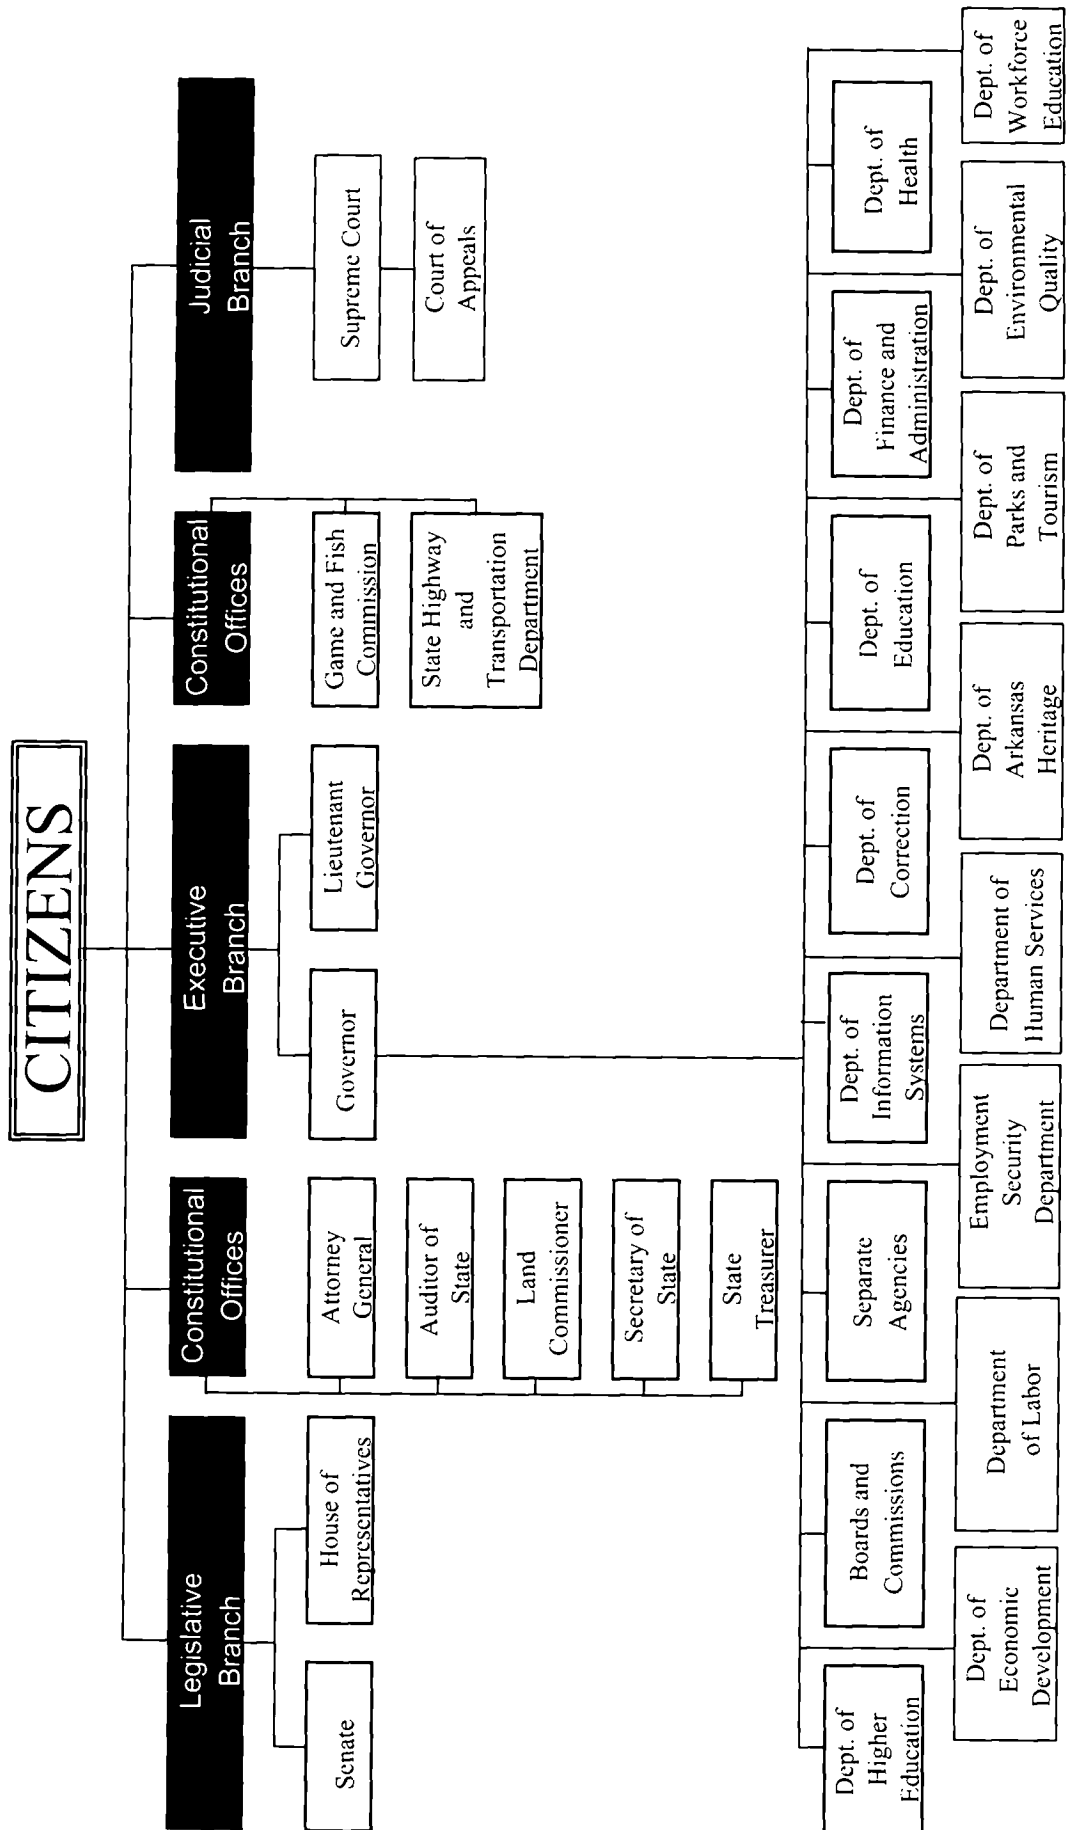 CITIZENS
Legislative
Branch
Constitutional
Offices
Executive
Branch
Constitutional
Offices
Judicial
Branch
Senate
House of
Representatives
Attorney
General
Auditor of
State
Land
Commissioner
Secretary of
State
State
Treasurer
Governor
Lieutenant
Governor
Game and Fish
Commission
State Highway
and
Transportation
Department
Supreme Court
Court of
Appeals
Dept. of
Higher
Education
Boards and
Commissions
Separate
Agencies
Dept. of
Information
Systems
Dept. of
Correction
Dept. of
Education
Dept. of
Finance and
Administration
Dept. of
Health
Dept. of
Economic
Development
Department
of Labor
Employment
Security
Department
Department of
Human Services
Dept. of
Arkansas
Heritage
Dept. of
Parks and
Tourism
Dept. of
Environmental
Quality
Dept. of
Workforce
Education